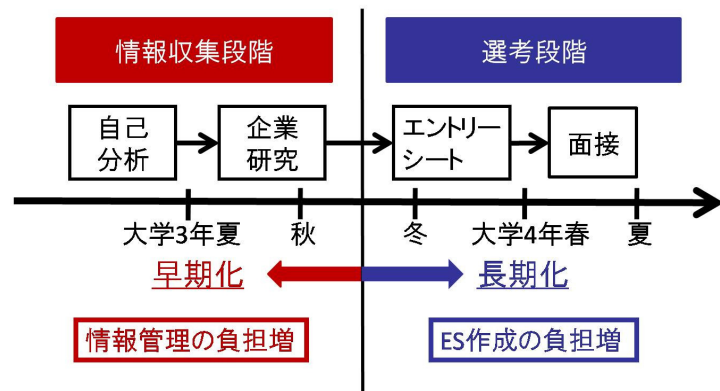 情報収集段階
選考段階
自己
分析
企業
研究
エントリー
シート
面接
大学3年夏
秋
冬
大学4年春
夏
早期化
長期化
情報管理の負担増
ES作成の負担増